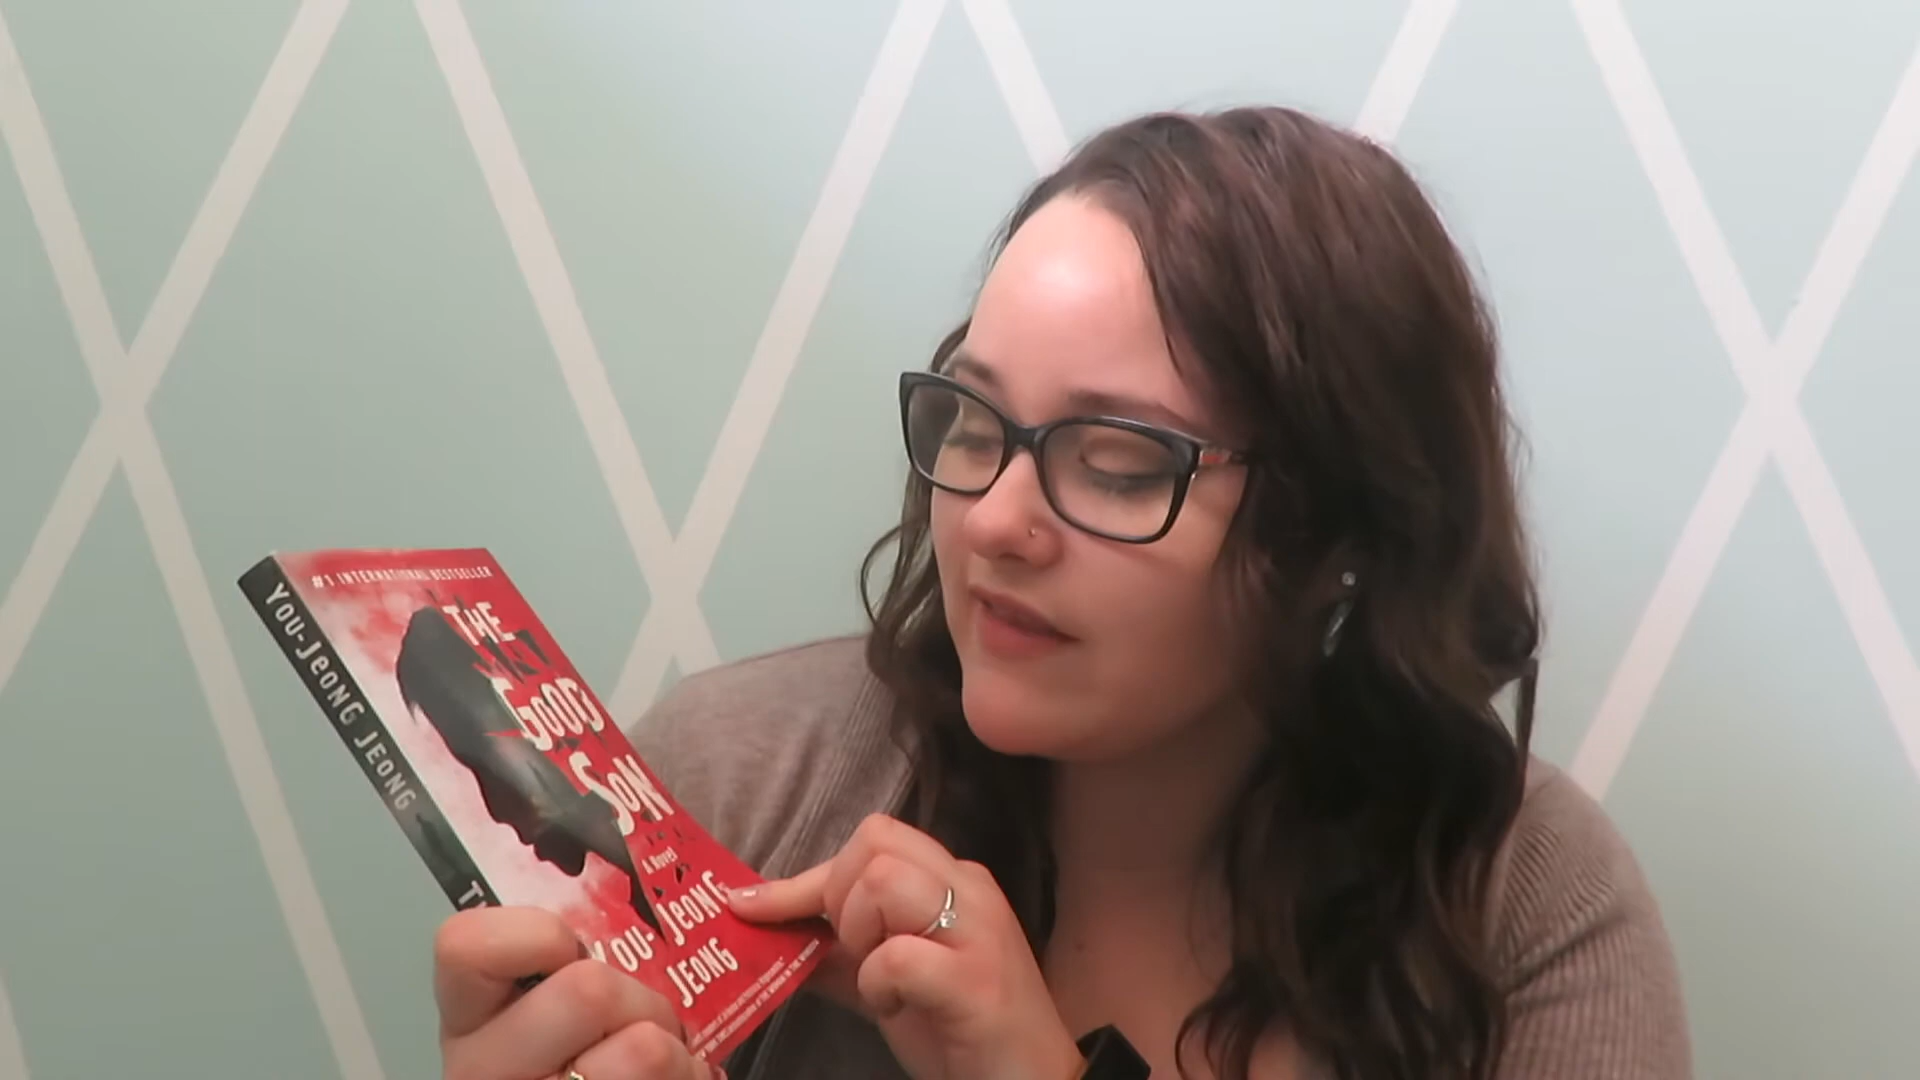 #1 INTERNATIONAL BESTSELLER
THE
GOOD
SON
A Novel
YOU-JEONG
JEONG
YOU-JEONG JEONG